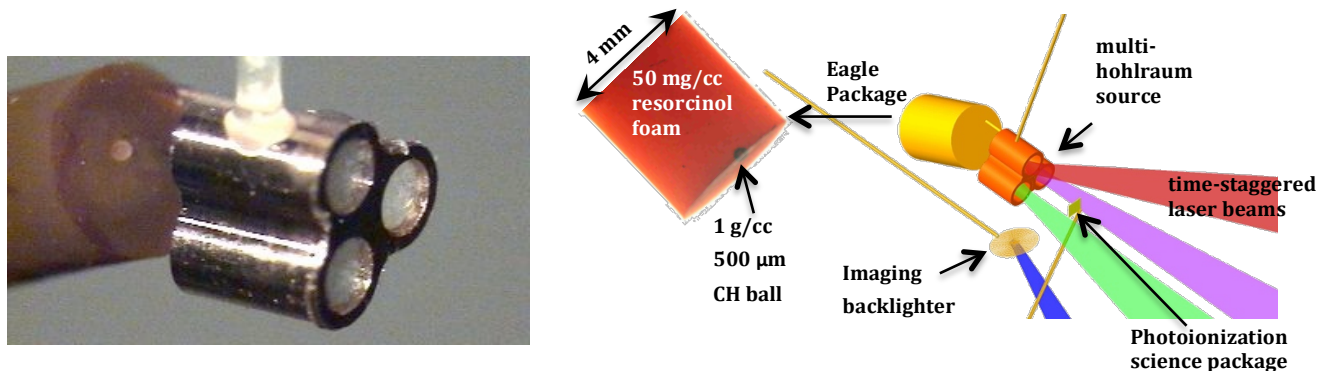 4 mm
50 mg/cc
resorcinol
foam
1 g/cc
500 µm
CH ball
Eagle
Package
multi-
hohlraum
source
time-staggered
laser beams
Imaging
backlighter
Photoionization
science package